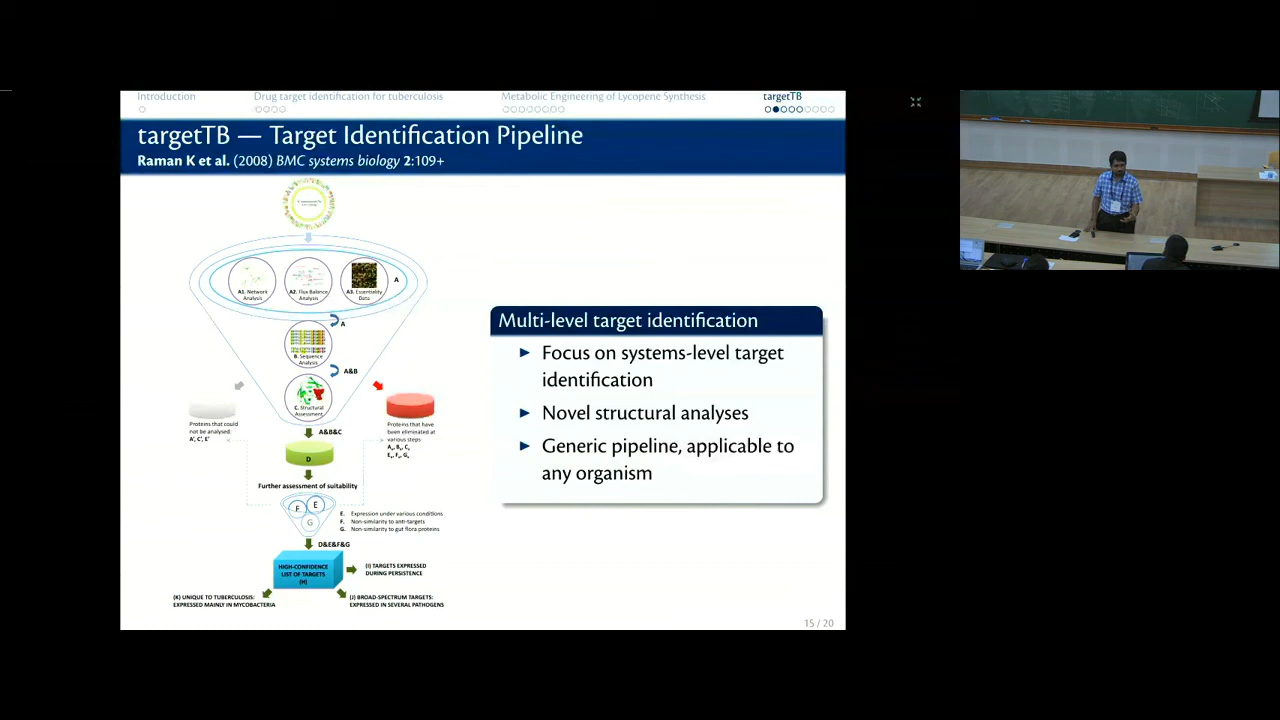 Introduction
Drug target identification for tuberculosis
Metabolic Engineering of Lycopene Synthesis
targetTB
targetTB — Target Identification Pipeline
Raman K et al. (2008) BMC systems biology 2:109+
A1. Network
Analysis
A2. Flux Balance
Analysis
A3. Essentiality
Data
A
A
B. Sequence
Analysis
A&B
C. Structural
Assessment
Proteins that could
not be analysed.
A', C', E'
Proteins that have
been eliminated at
various steps
A&B&C
D
Further assessment of suitability
F
E
G
E. Expression under various conditions
F. Non-similarity to anti-targets
G. Non-similarity to gut flora proteins
D&E&F&G
HIGH-CONFIDENCE
LIST OF TARGETS
(H)
(I) TARGETS EXPRESSED
DURING PERSISTENCE
(K) UNIQUE TO TUBERCULOSIS:
EXPRESSED MAINLY IN MYCOBACTERIA
(J) BROAD-SPECTRUM TARGETS:
EXPRESSED IN SEVERAL PATHOGENS
Multi-level target identification
Focus on systems-level target
identification
Novel structural analyses
Generic pipeline, applicable to
any organism
15 / 20